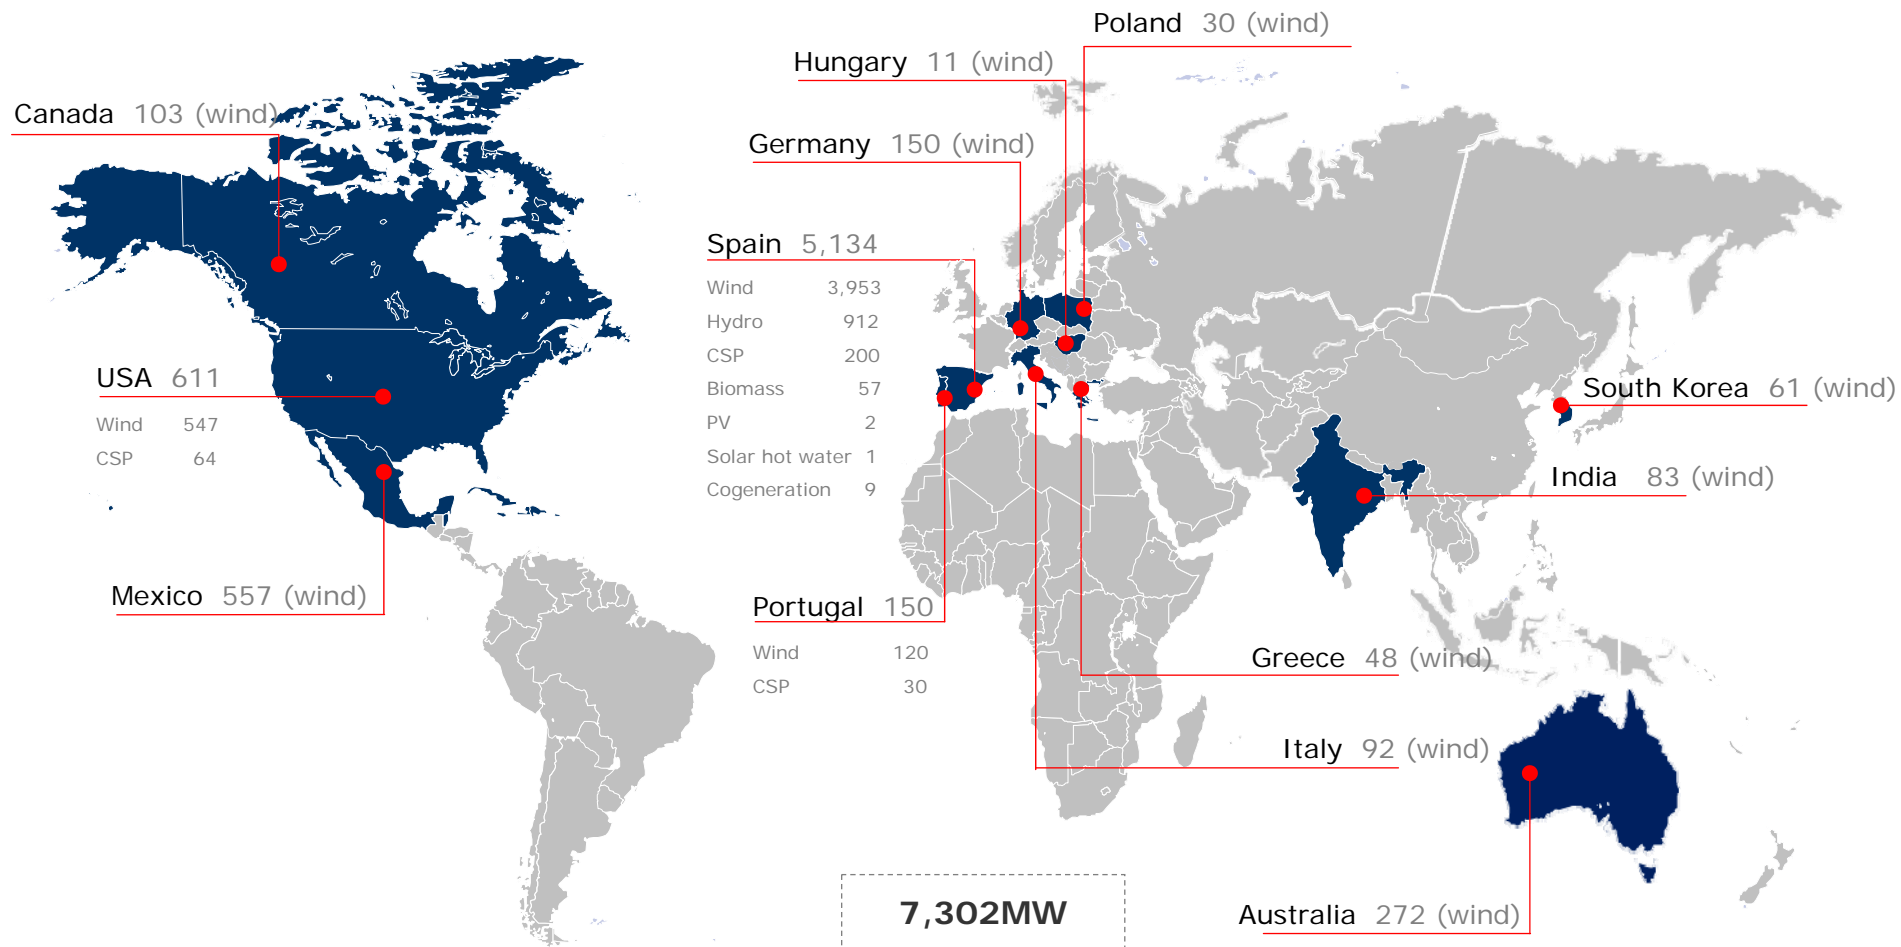 Poland 30 (wind)
Hungary 11 (wind)
Canada 103 (wind)
Germany 150 (wind)
Spain 5,134
Wind 3,953
Hydro 912
CSP 200
Biomass 57
PV 2
Solar hot water 1
Cogeneration 9
USA 611
Wind 547
CSP 64
South Korea 61 (wind)
India 83 (wind)
Mexico 557 (wind)
Portugal 150
Wind 120
CSP 30
Greece 48 (wind)
Italy 92 (wind)
7,302MW
Australia 272 (wind)